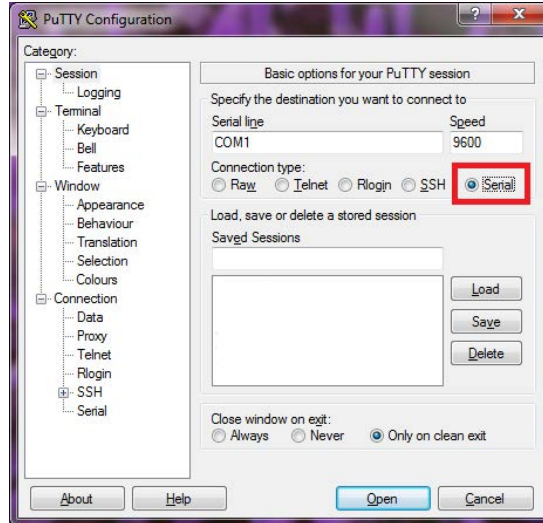 PuTTY Configuration
? X
Category:
Session
Logging
Terminal
Keyboard
Bell
Features
Window
Appearance
Behaviour
Translation
Selection
Colours
Connection
Data
Proxy
Telnet
Rlogin
SSH
Serial
Basic options for your PuTTY session
Specify the destination you want to connect to
Serial line Speed
COM1 9600
Connection type:
Raw Telnet Rlogin SSH Serial
Load, save or delete a stored session
Saved Sessions
Load
Save
Delete
Close window on exit:
Always Never Only on clean exit
About Help Open Cancel